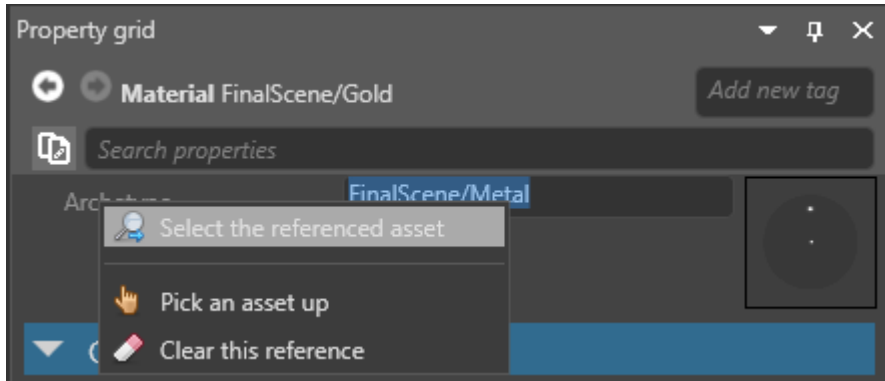 Property grid
Material FinalScene/Gold
Add new tag
Search properties
FinalScene/Metal
Select the referenced asset
Pick an asset up
Clear this reference